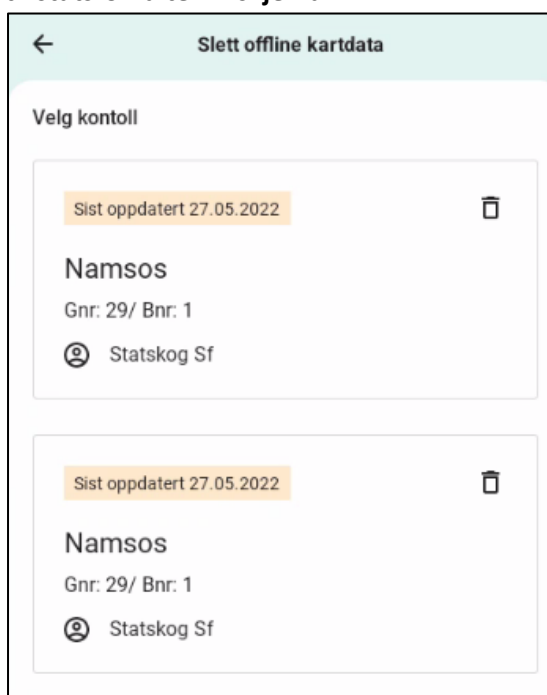 Slett offline kartdata
Velg kontoll
Sist oppdatert 27.05.2022
Namsos
Gnr: 29/ Bnr: 1
Statskog Sf
Sist oppdatert 27.05.2022
Namsos
Gnr: 29/ Bnr: 1
Statskog Sf